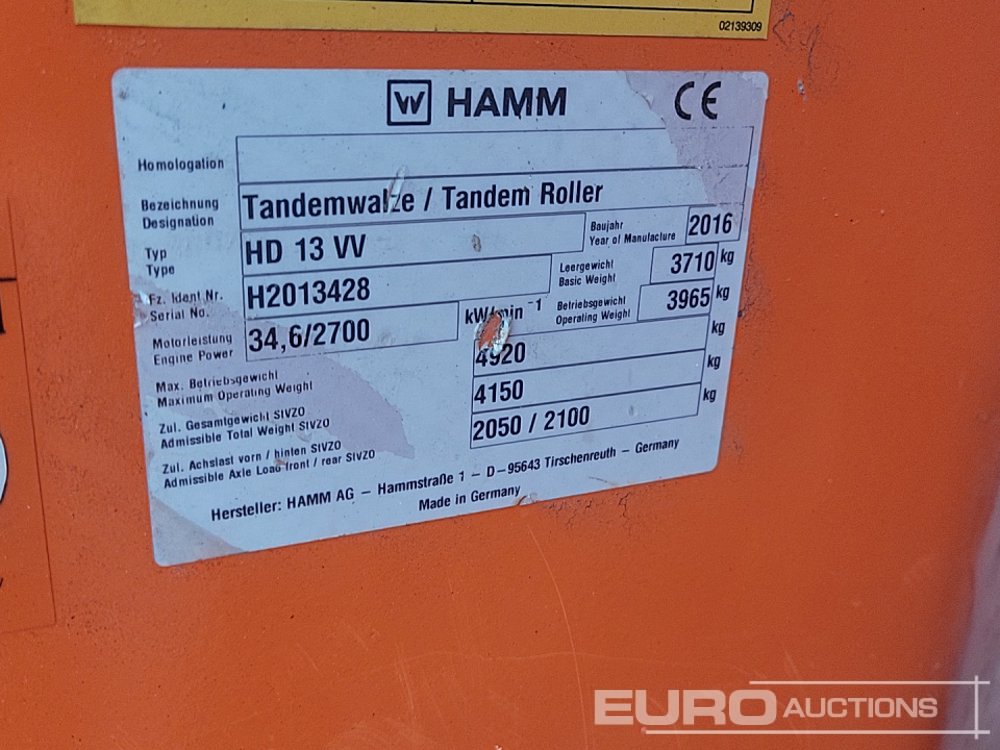 02139309
W HAMM CE
Homologation
Bezeichnung
Designation
Tandemwalze / Tandem Roller
Typ
Type
HD 13 VV
Baujahr
Year of Manufacture
2016
Fz. Ident.Nr.
Serial No.
H2013428
Leergewicht
Basic Weight
3710 kg
Motorleistung
Engine Power
34,6/2700 kW/min -1
Betriebsgewicht
Operating Weight
3965 kg
Max. Betriebsgewicht
Maximum Operating Weight
4920 kg
Zul. Gesamtgewicht StVZO
Admissible Total Weight StVZO
4150 kg
Zul. Achslast vorn / hinten StVZO
Admissible Axle Load front / rear StVZO
2050 / 2100 kg
Hersteller: HAMM AG – Hammstraße 1 – D–95643 Tirschenreuth – Germany
Made in Germany
EURO AUCTIONS